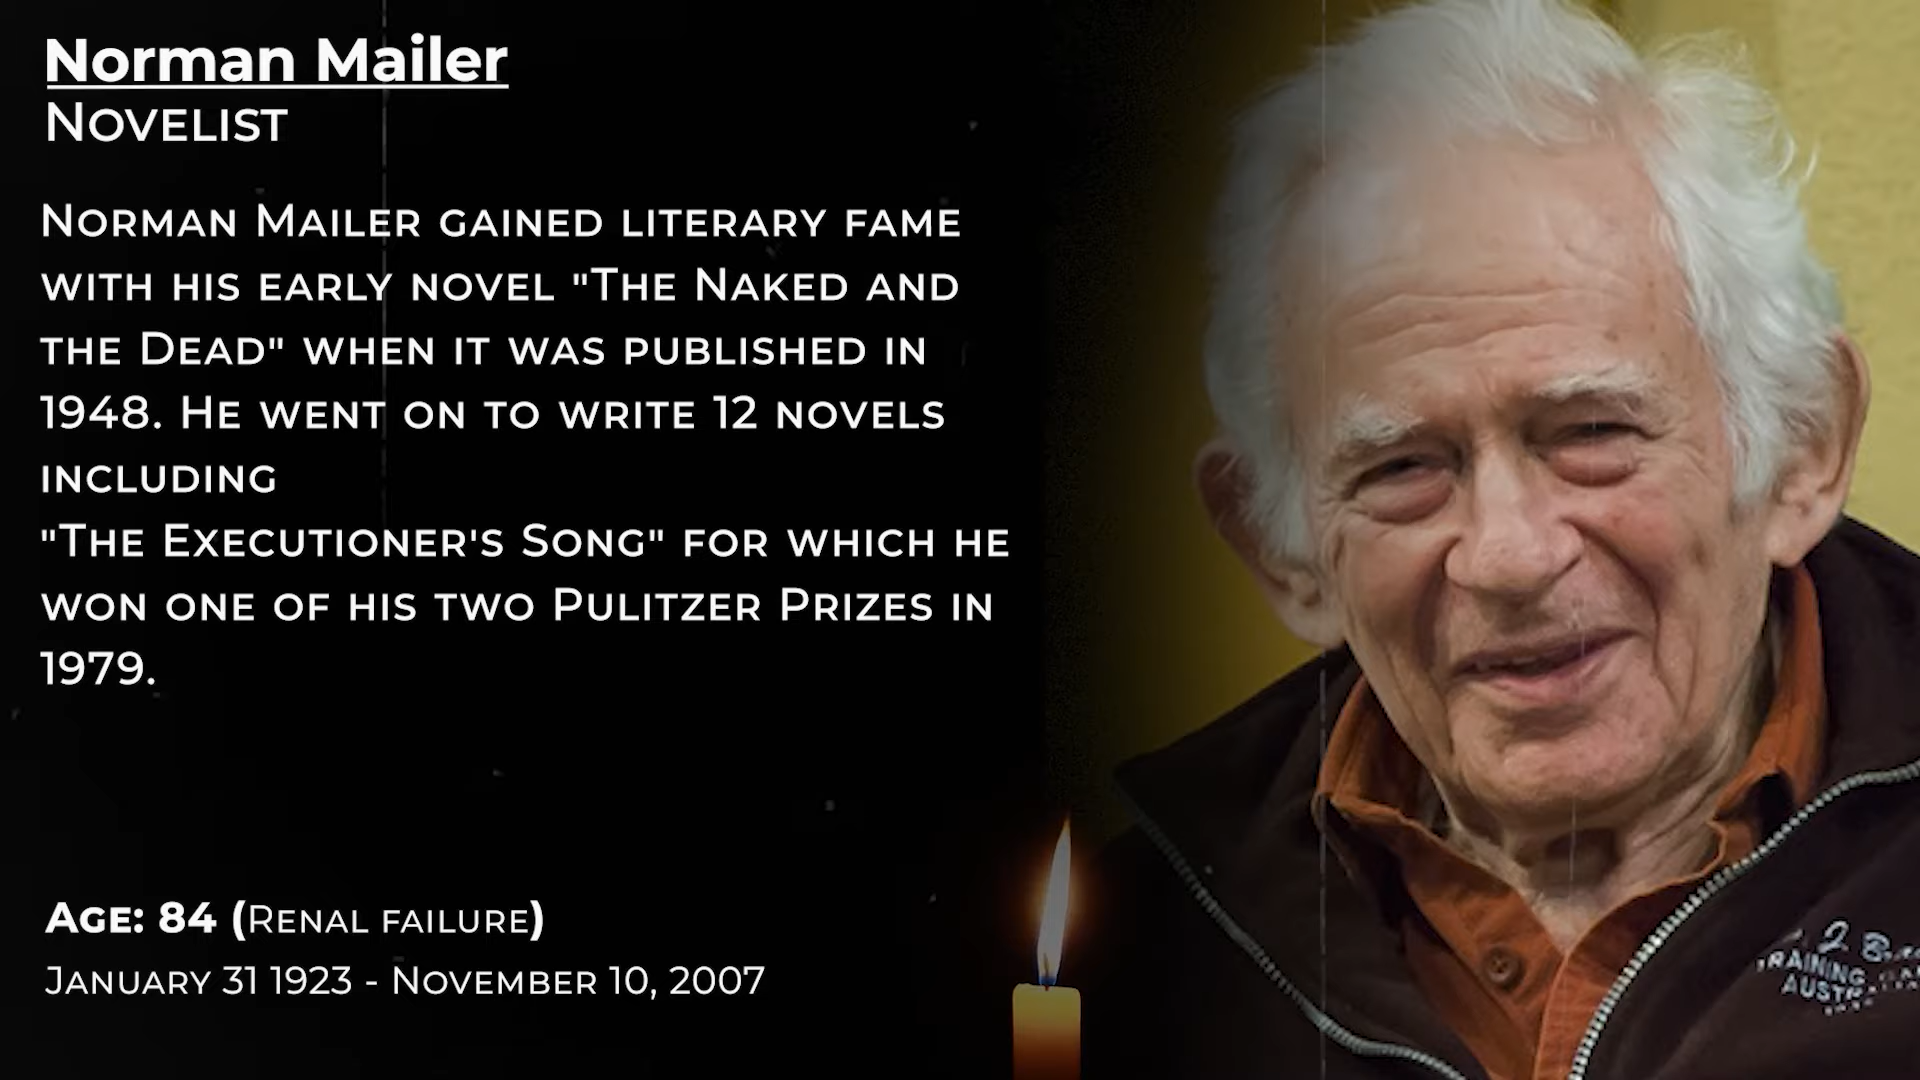 Norman Mailer
Novelist
Norman Mailer gained literary fame
with his early novel "The Naked and
the Dead" when it was published in
1948. He went on to write 12 novels
including
"The Executioner's Song" for which he
won one of his two Pulitzer Prizes in
1979.
Age: 84 (Renal failure)
January 31 1923 - November 10, 2007
Training